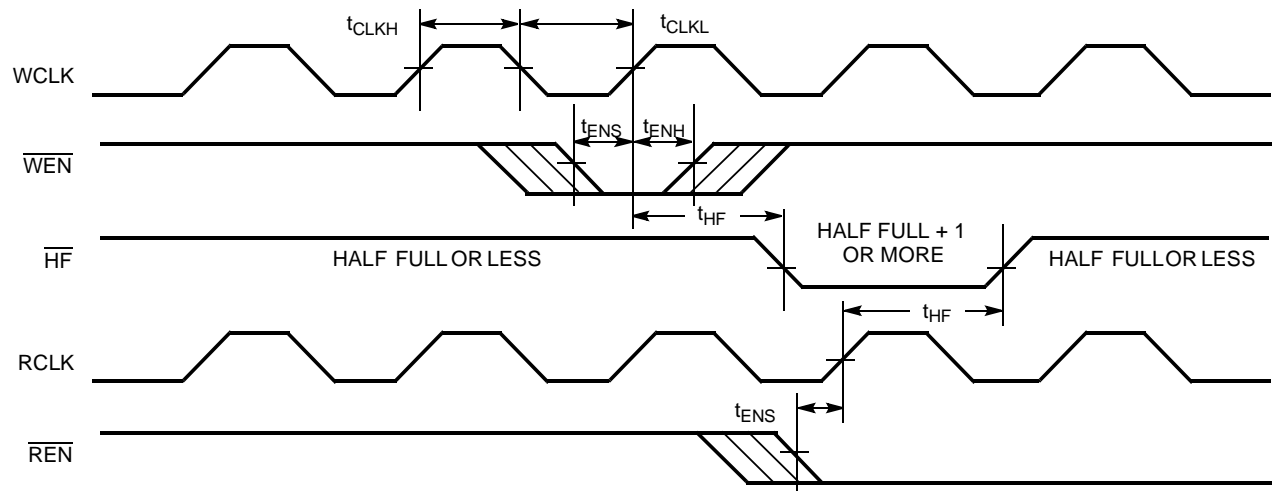 tCLKH
tCLKL
WCLK
tENS
tENH
WEN
tHF
HALF FULL + 1
OR MORE
HF
HALF FULL OR LESS
HALF FULL OR LESS
tHF
RCLK
tENS
REN